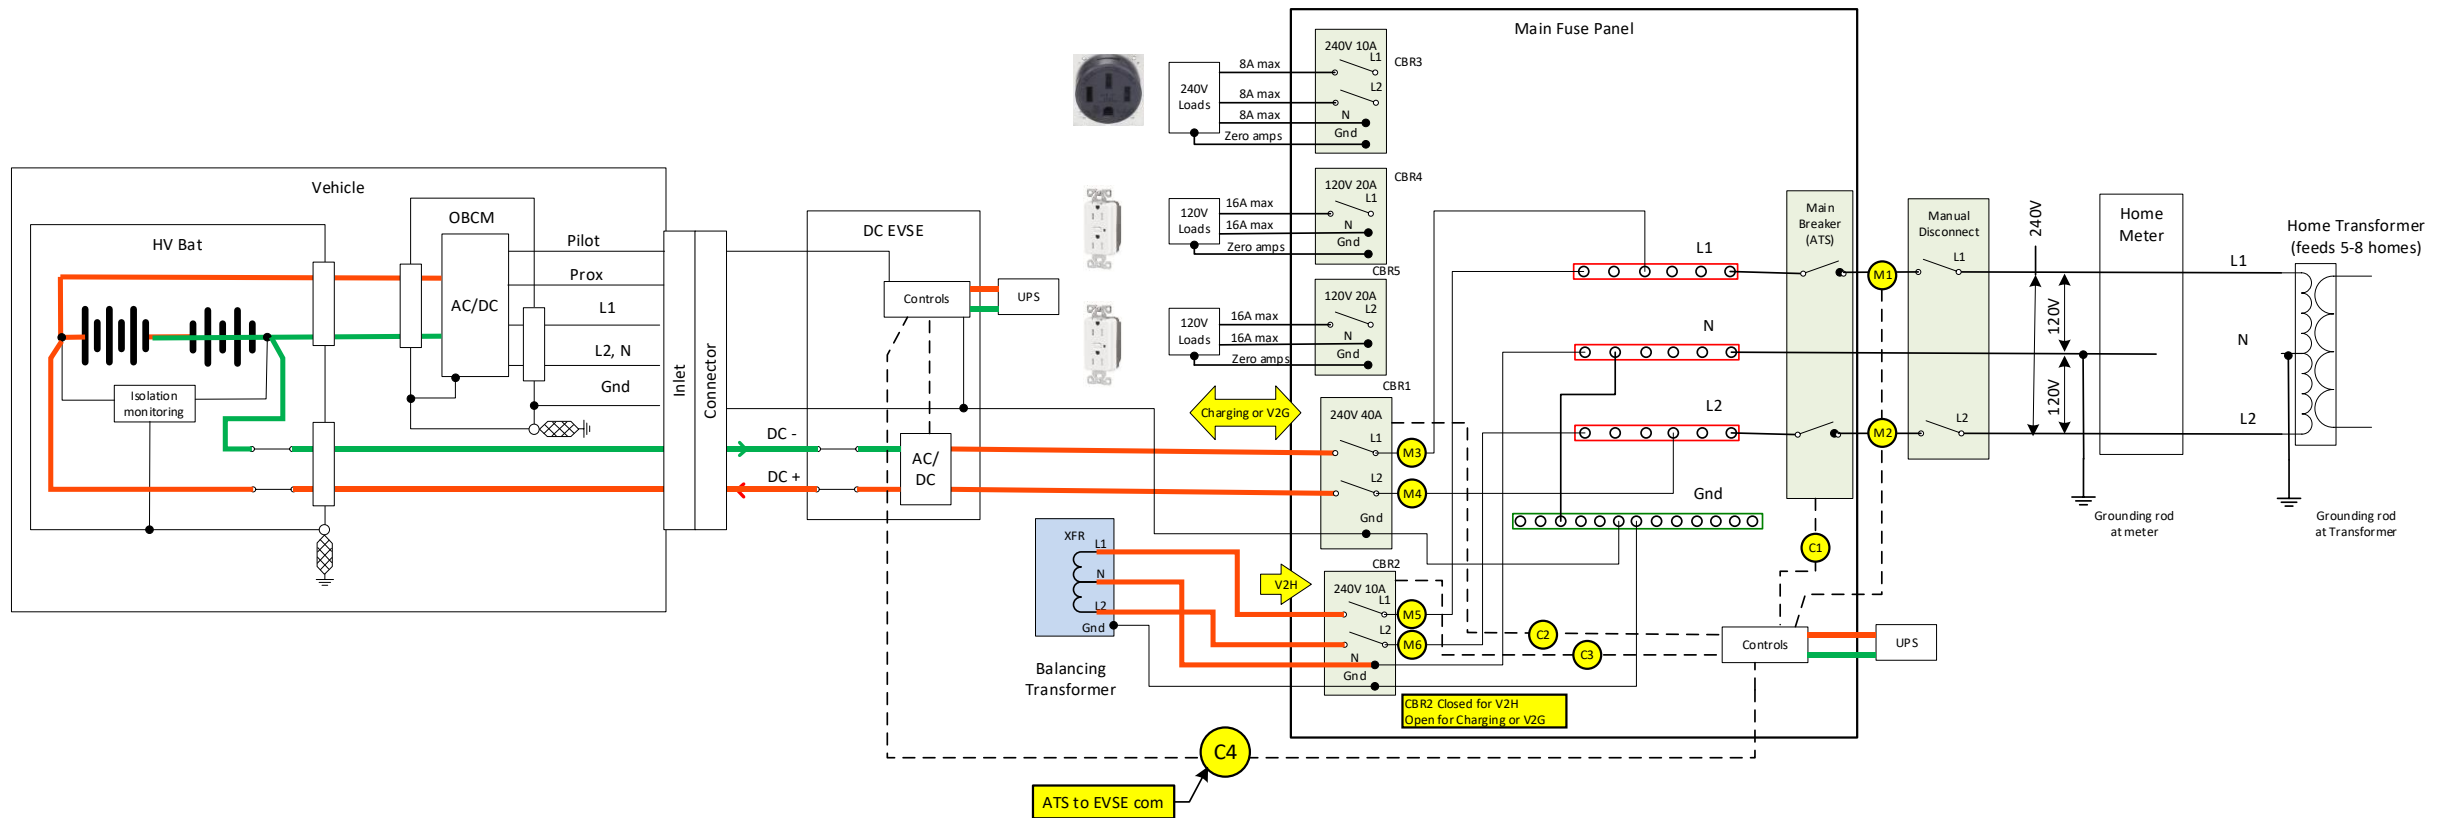 Main Fuse Panel
240V 10A
L1
L2
N
Gnd
CBR3
240V
Loads
8A max
8A max
8A max
Zero amps
CBR4
120V 20A
L1
N
Gnd
120V
Loads
16A max
16A max
Zero amps
CBR5
120V 20A
L2
N
Gnd
120V
Loads
16A max
16A max
Zero amps
Vehicle
HV Bat
Isolation
monitoring
OBCM
AC/DC
Pilot
Prox
L1
L2, N
Gnd
Inlet
Connector
DC EVSE
Controls
UPS
AC/
DC
DC -
DC +
Charging or V2G
CBR1
240V 40A
L1
L2
Gnd
M3
M4
XFR
L1
N
L2
Gnd
Balancing
Transformer
V2H
CBR2
240V 10A
L1
L2
N
Gnd
M5
M6
CBR2 Closed for V2H
Open for Charging or V2G
L1
N
L2
Gnd
Main
Breaker
(ATS)
C1
C2
C3
Controls
UPS
M1
M2
Manual
Disconnect
L1
L2
240V
120V
120V
Home
Meter
Grounding rod
at meter
Home Transformer
(feeds 5-8 homes)
L1
N
L2
Grounding rod
at Transformer
C4
ATS to EVSE com